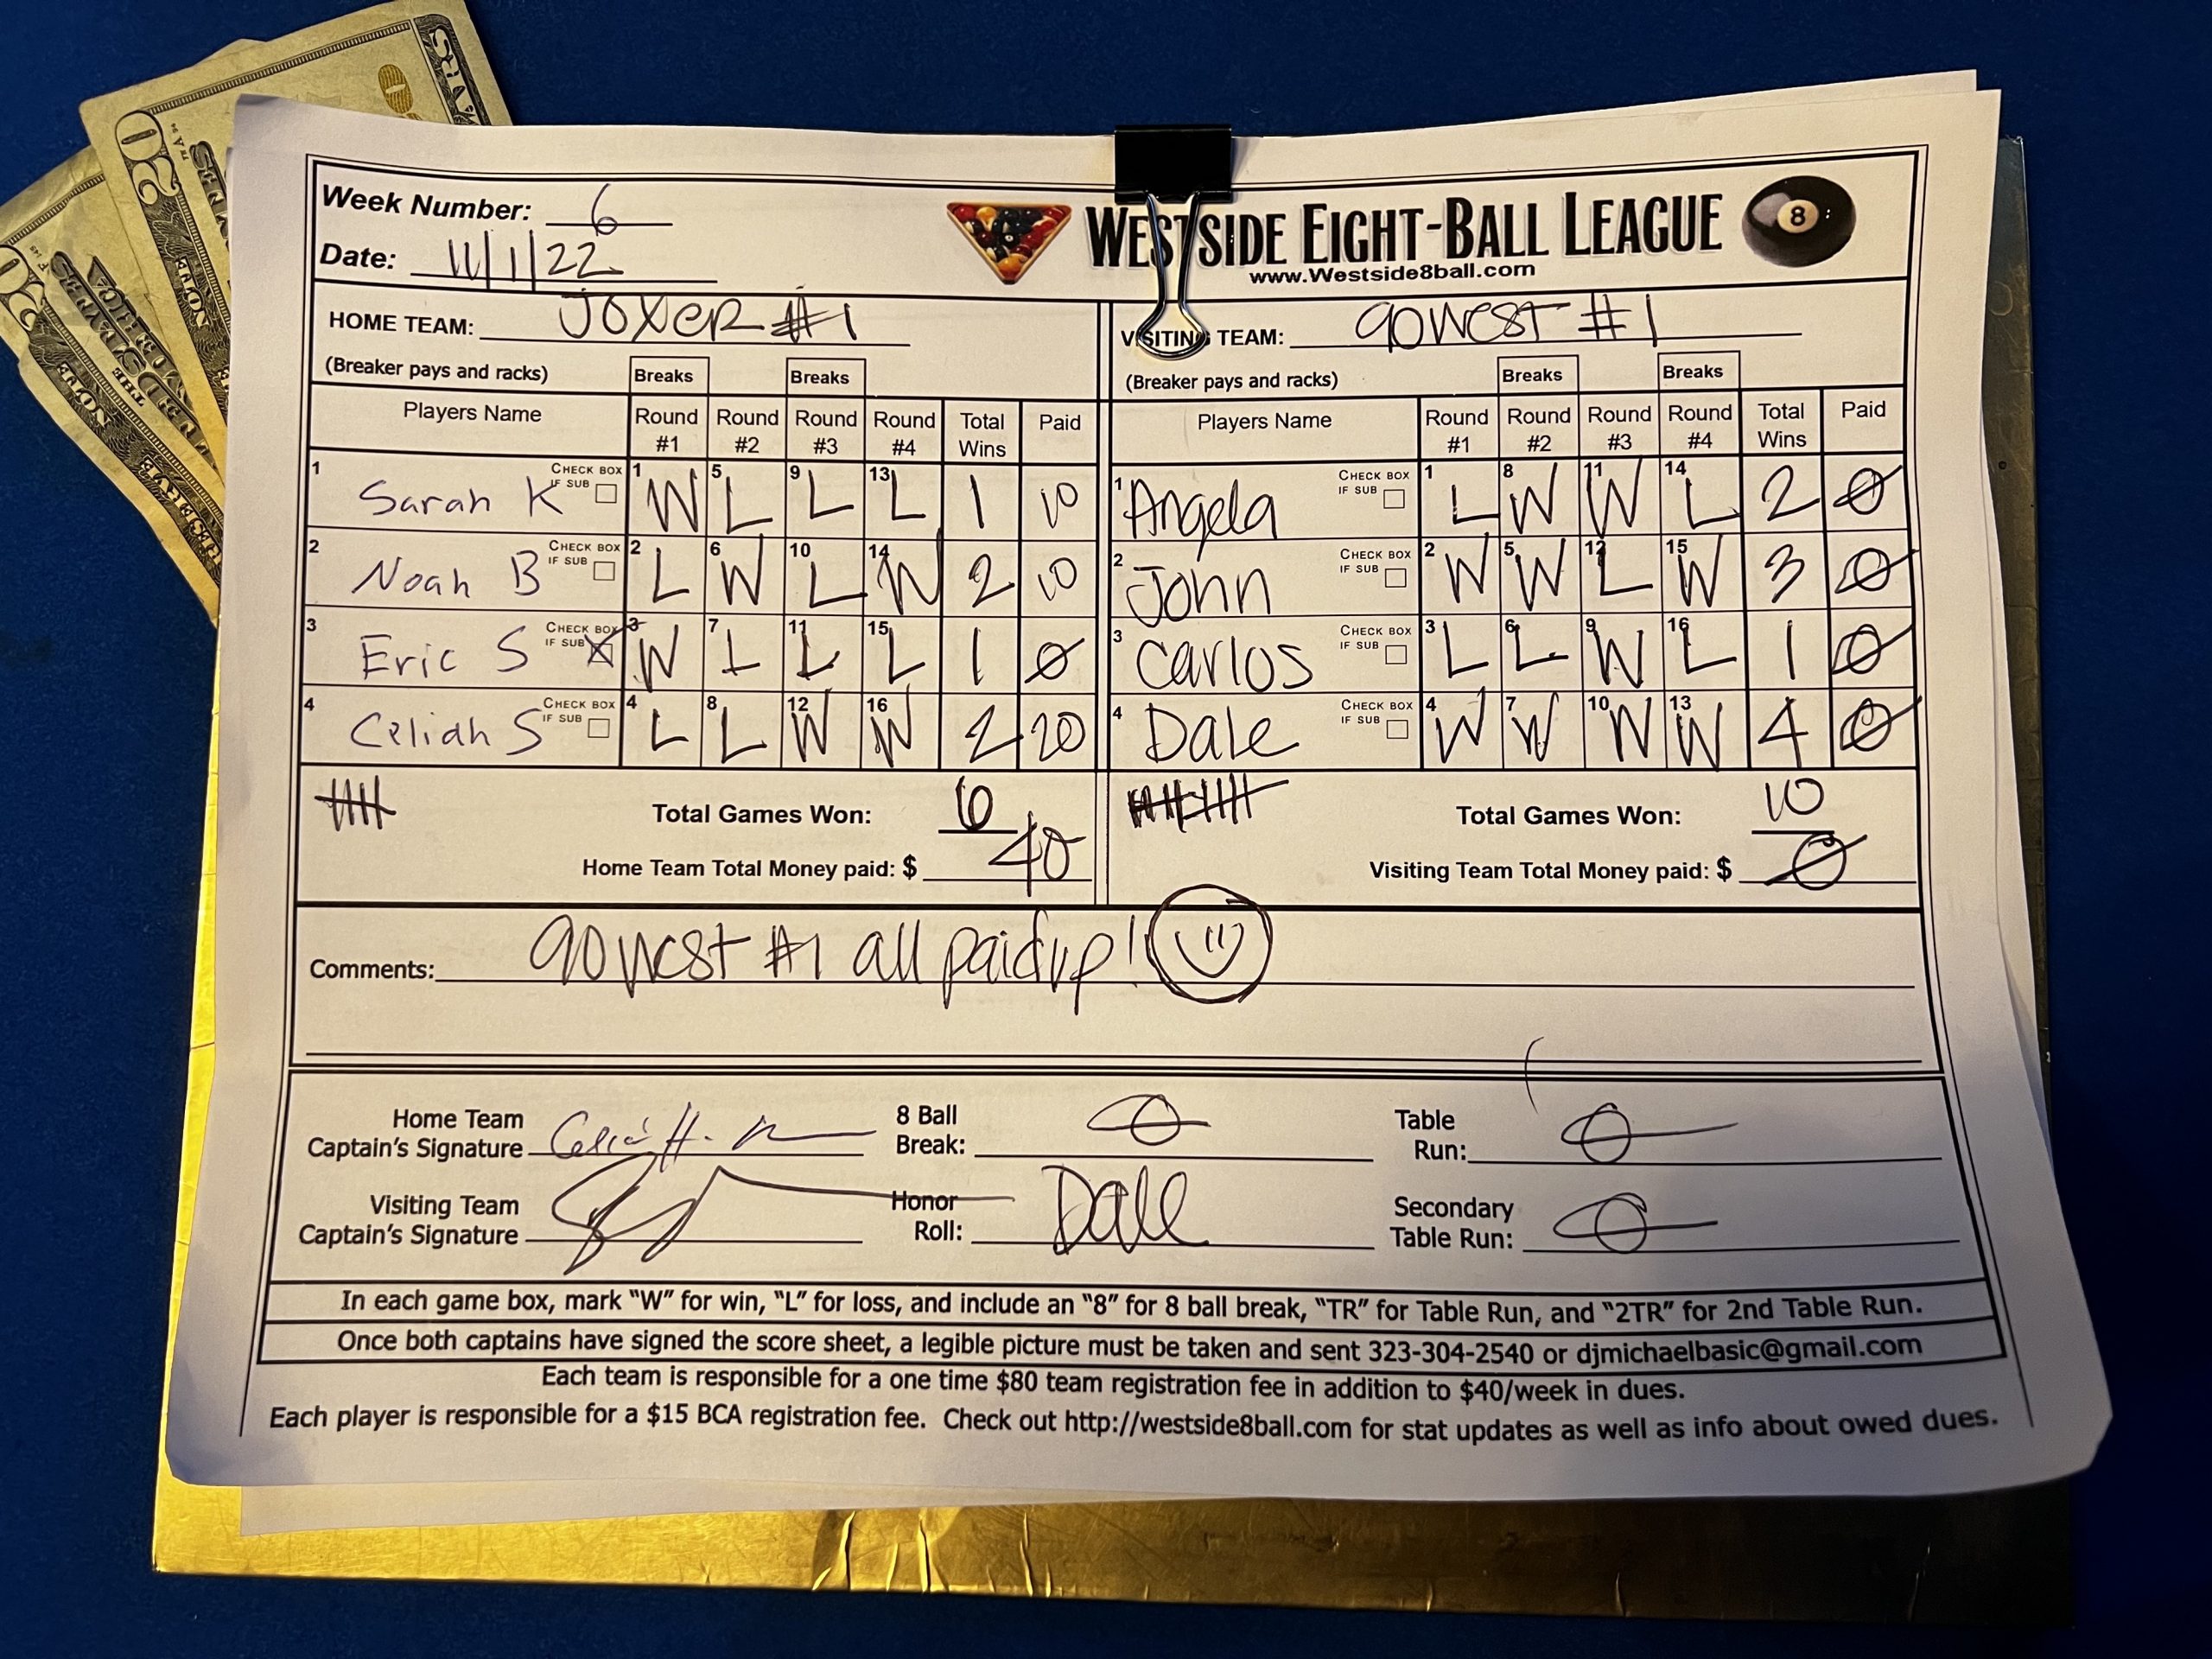 Week Number: 6
Date: 11/1/22
WESTSIDE EIGHT-BALL LEAGUE 8
www.Westside8ball.com
HOME TEAM: JOXER #1
VISITING TEAM: gowest #1
(Breaker pays and racks) Breaks Breaks
(Breaker pays and racks) Breaks Breaks
Players Name Round #1 Round #2 Round #3 Round #4 Total Wins Paid
Players Name Round #1 Round #2 Round #3 Round #4 Total Wins Paid
1 Sarah K CHECK BOX IF SUB 1 W 5 L 9 L 13 L 1 10
1 Angela CHECK BOX IF SUB 1 L 8 W 11 W 14 L 2 Ø
2 Noah B CHECK BOX IF SUB 2 L 6 W 10 L 14 W 2 10
2 John CHECK BOX IF SUB 2 W 5 W 12 L 15 W 3 Ø
3 Eric S CHECK BOX IF SUB X 3 W 7 L 11 L 15 L 1 Ø
3 Carlos CHECK BOX IF SUB 3 L 6 L 9 W 16 L 1 Ø
4 Celiah S CHECK BOX IF SUB 4 L 8 L 12 W 16 W 2 20
4 Dale CHECK BOX IF SUB 4 W 7 W 10 W 13 W 4 Ø
Total Games Won: 6
Total Games Won: 10
Home Team Total Money paid: $ 40
Visiting Team Total Money paid: $ Ø
Comments: gowest #1 all paid up!
Home Team Captain's Signature
8 Ball Break: Ø
Table Run: Ø
Visiting Team Captain's Signature
Honor Roll: Dale
Secondary Table Run: Ø
In each game box, mark "W" for win, "L" for loss, and include an "8" for 8 ball break, "TR" for Table Run, and "2TR" for 2nd Table Run.
Once both captains have signed the score sheet, a legible picture must be taken and sent 323-304-2540 or djmichaelbasic@gmail.com
Each team is responsible for a one time $80 team registration fee in addition to $40/week in dues.
Each player is responsible for a $15 BCA registration fee. Check out http://westside8ball.com for stat updates as well as info about owed dues.